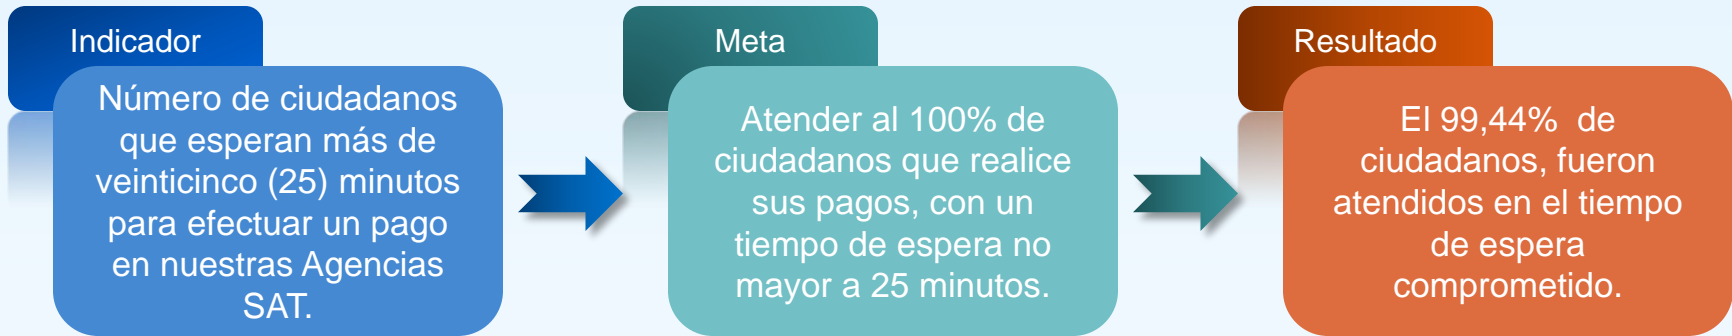 Indicador
Número de ciudadanos
que esperan más de
veinticinco (25) minutos
para efectuar un pago
en nuestras Agencias
SAT.
Meta
Atender al 100% de
ciudadanos que realice
sus pagos, con un
tiempo de espera no
mayor a 25 minutos.
Resultado
El 99,44% de
ciudadanos, fueron
atendidos en el tiempo
de espera
comprometido.